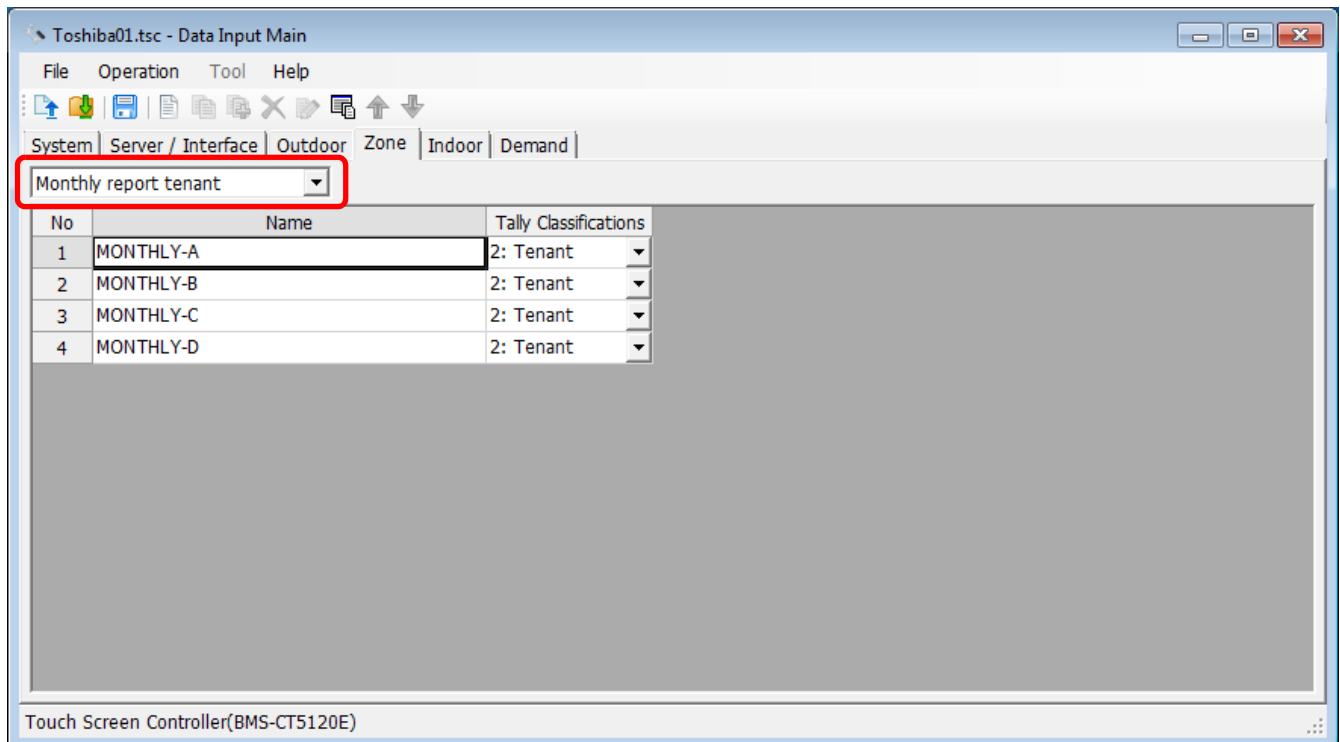 Toshiba01.tsc - Data Input Main
File Operation Tool Help
System Server / Interface Outdoor Zone Indoor Demand
Monthly report tenant
No Name Tally Classifications
1 MONTHLY-A 2: Tenant
2 MONTHLY-B 2: Tenant
3 MONTHLY-C 2: Tenant
4 MONTHLY-D 2: Tenant
Touch Screen Controller(BMS-CT5120E)